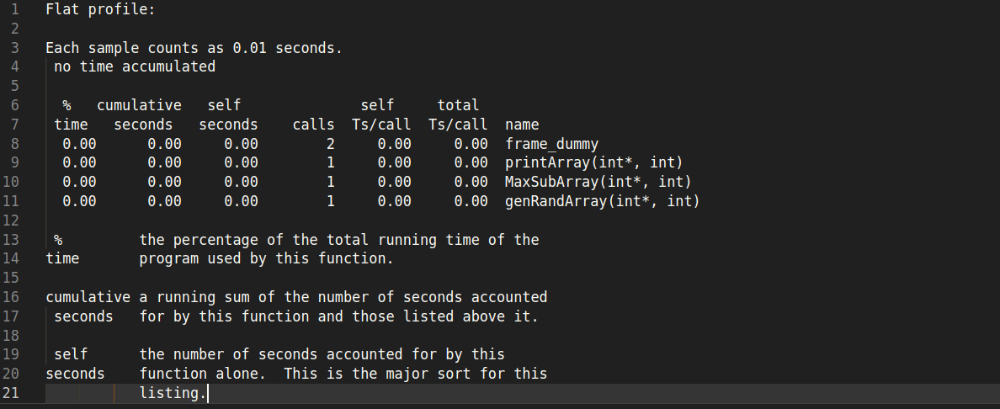 1 Flat profile:
2
3 Each sample counts as 0.01 seconds.
4  no time accumulated
5
6   %   cumulative   self              self     total
7  time   seconds   seconds    calls  Ts/call  Ts/call  name
8   0.00      0.00     0.00        2     0.00     0.00  frame_dummy
9   0.00      0.00     0.00        1     0.00     0.00  printArray(int*, int)
10   0.00      0.00     0.00        1     0.00     0.00  MaxSubArray(int*, int)
11   0.00      0.00     0.00        1     0.00     0.00  genRandArray(int*, int)
12
13  %         the percentage of the total running time of the
14 time       program used by this function.
15
16 cumulative a running sum of the number of seconds accounted
17  seconds   for by this function and those listed above it.
18
19  self      the number of seconds accounted for by this
20 seconds    function alone.  This is the major sort for this
21            listing.